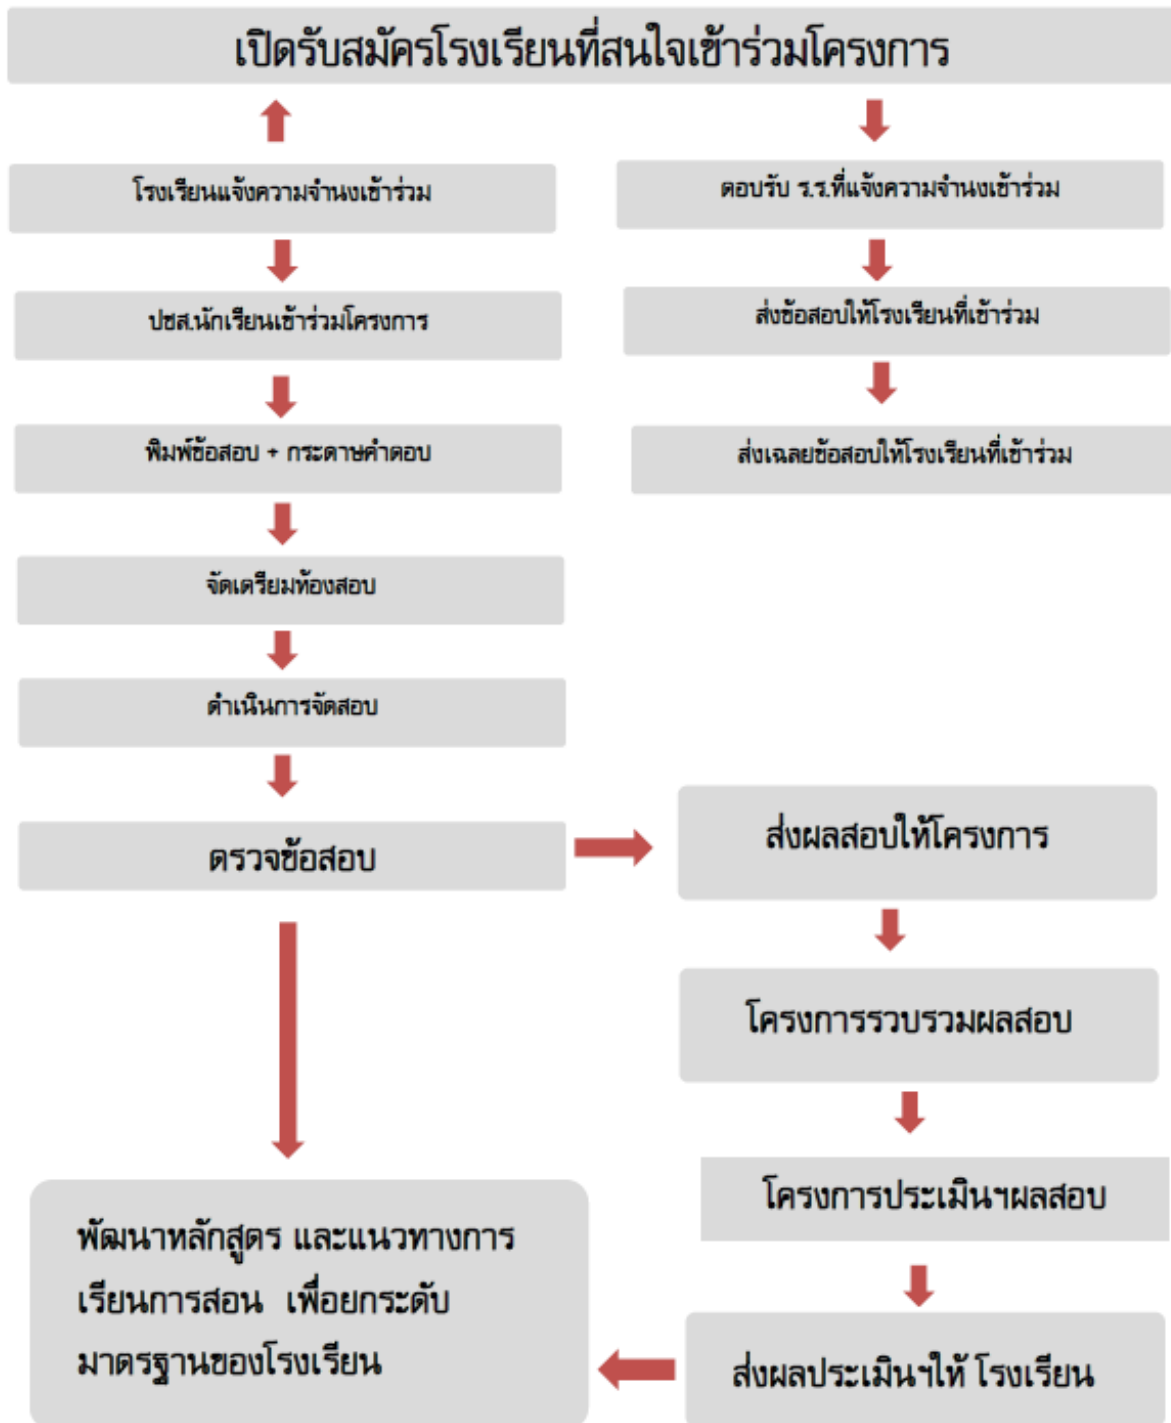 เปิดรับสมัครโรงเรียนที่สนใจเข้าร่วมโครงการ
โรงเรียนแจ้งความจำนงเข้าร่วม
ตอบรับ ร.ร.ที่แจ้งความจำนงเข้าร่วม
ปชส.นักเรียนเข้าร่วมโครงการ
ส่งข้อสอบให้โรงเรียนที่เข้าร่วม
พิมพ์ข้อสอบ + กระดาษคำตอบ
ส่งเฉลยข้อสอบให้โรงเรียนที่เข้าร่วม
จัดเตรียมห้องสอบ
ดำเนินการจัดสอบ
ตรวจข้อสอบ
ส่งผลสอบให้โครงการ
โครงการรวบรวมผลสอบ
โครงการประเมินฯผลสอบ
ส่งผลประเมินฯให้ โรงเรียน
พัฒนาหลักสูตร และแนวทางการ
เรียนการสอน เพื่อยกระดับ
มาตรฐานของโรงเรียน